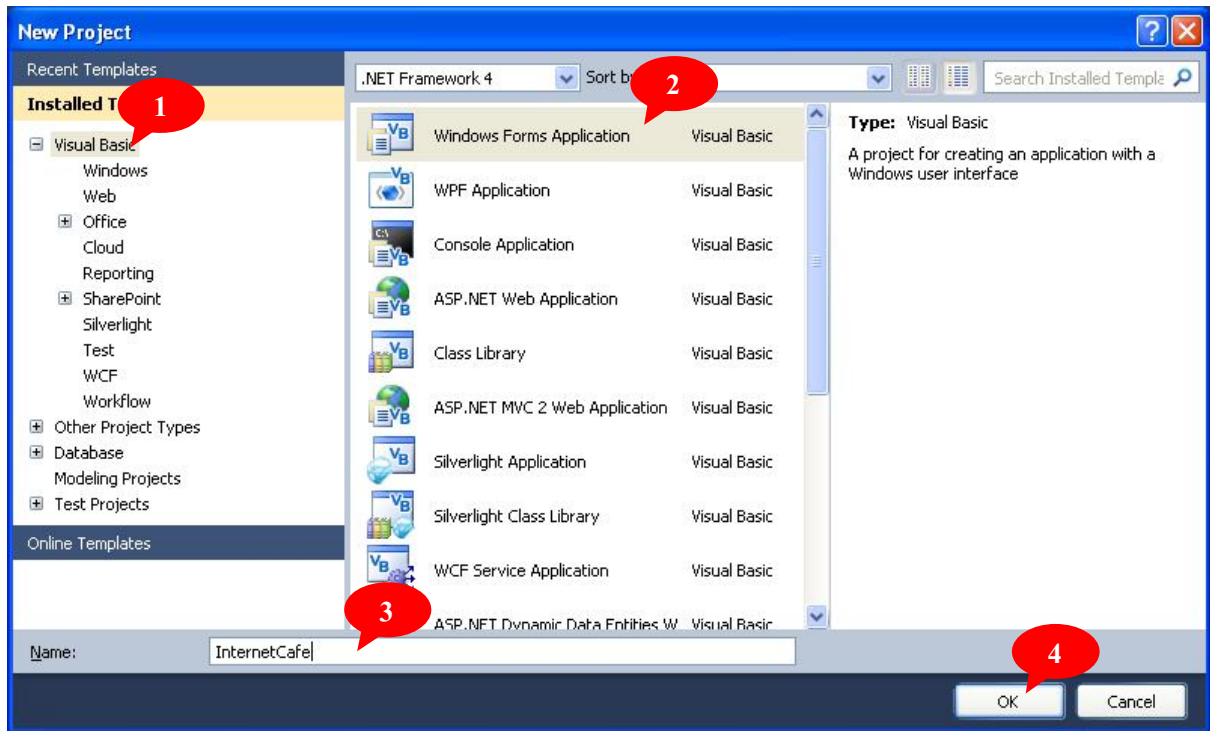 New Project
Recent Templates
Installed T
1
Visual Basic
Windows
Web
Office
Cloud
Reporting
SharePoint
Silverlight
Test
WCF
Workflow
Other Project Types
Database
Modeling Projects
Test Projects
Online Templates
.NET Framework 4 Sort b
2
Search Installed Templa
Windows Forms Application Visual Basic
WPF Application Visual Basic
Console Application Visual Basic
ASP.NET Web Application Visual Basic
Class Library Visual Basic
ASP.NET MVC 2 Web Application Visual Basic
Silverlight Application Visual Basic
Silverlight Class Library Visual Basic
WCF Service Application Visual Basic
ASP.NET Dynamic Data Entities W Visual Basic
Type: Visual Basic
A project for creating an application with a
Windows user interface
3
Name: InternetCafe
4
OK Cancel